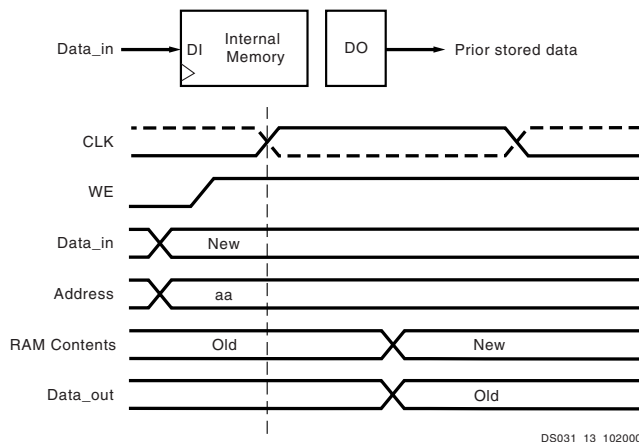 Data_in
DI
Internal
Memory
DO
Prior stored data
CLK
WE
Data_in
New
Address
aa
RAM Contents
Old
New
Data_out
Old
DS031_13_102000